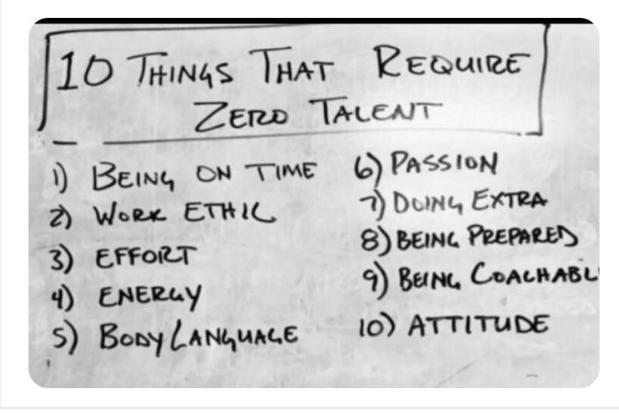 10 THINGS THAT REQUIRE
ZERO TALENT
1) BEING ON TIME
2) WORK ETHIC
3) EFFORT
4) ENERGY
5) BODY LANGUAGE
6) PASSION
7) DOING EXTRA
8) BEING PREPARED
9) BEING COACHABL
10) ATTITUDE